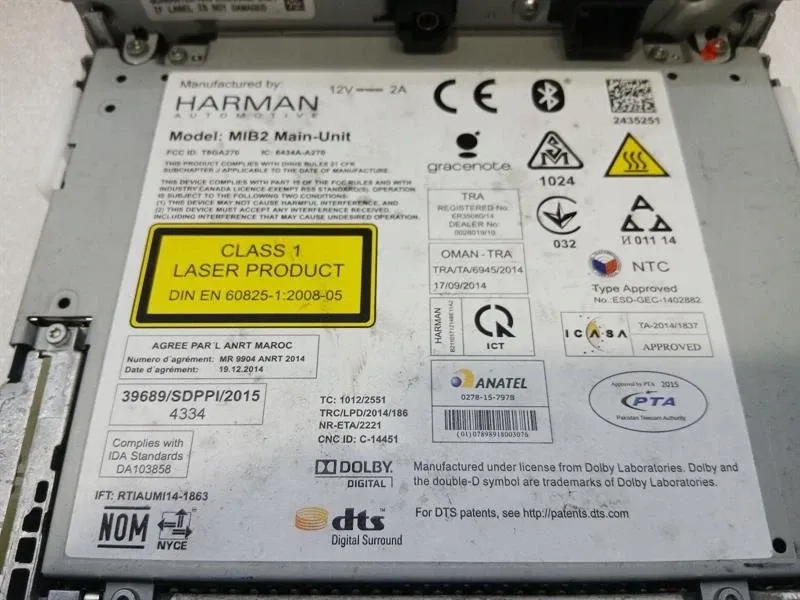 IF LABEL IS NOT DAMAGED
Manufactured by:
HARMAN
AUTOMOTIVE
12V 2A
CE
2435251
Model: MIB2 Main-Unit
FCC ID: T8GA270 IC: 6434A-A270
THIS PRODUCT COMPLIES WITH DHHS RULES 21 CFR
SUBCHAPTER J APPLICABLE TO THE DATE OF MANUFACTURE.
THIS DEVICE COMPLIES WITH PART 15 OF THE FCC RULES AND WITH
INDUSTRY CANADA LICENCE-EXEMPT RSS STANDARD(S). OPERATION
IS SUBJECT TO THE FOLLOWING TWO CONDITIONS:
(1) THIS DEVICE MAY NOT CAUSE HARMFUL INTERFERENCE, AND
(2) THIS DEVICE MUST ACCEPT ANY INTERFERENCE,
INCLUDING INTERFERENCE THAT MAY CAUSE UNDESIRED OPERATION.
gracenote.
1024
TRA
REGISTERED No:
ER35080/14
DEALER No:
0028019/10
032
И 011 14
CLASS 1
LASER PRODUCT
DIN EN 60825-1:2008-05
OMAN - TRA
TRA/TA/6945/2014
17/09/2014
NTC
Type Approved
No.:ESD-GEC-1402882
HARMAN
ICT
ICASA
TA-2014/1837
APPROVED
AGREE PAR'L ANRT MAROC
Numero d'agrément: MR 9904 ANRT 2014
Date d'agrément: 19.12.2014
39689/SDPPI/2015
4334
TC: 1012/2551
TRC/LPD/2014/186
NR-ETA/2221
CNC ID: C-14451
ANATEL
0278-15-7978
(01)07898918003076
Approved by PTA 2015
PTA
Pakistan Telecom Authority
Complies with
IDA Standards
DA103858
DOLBY
DIGITAL
Manufactured under license from Dolby Laboratories. Dolby and
the double-D symbol are trademarks of Dolby Laboratories.
IFT: RTIAUMI14-1863
NOM
NYCE
dts
Digital Surround
For DTS patents, see http://patents.dts.com